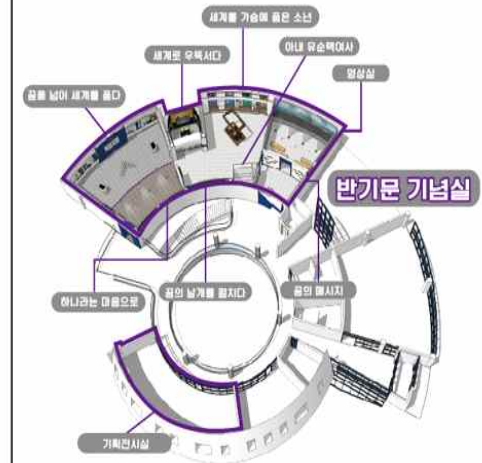 세계를 가슴에 품은 소년
아내 유순택여사
세계로 우뚝서다
영상실
꿈을 넘어 세계를 품다
반기문 기념실
하나라는 마음으로
꿈의 날개를 펼치다
꿈의 메시지
기획전시실